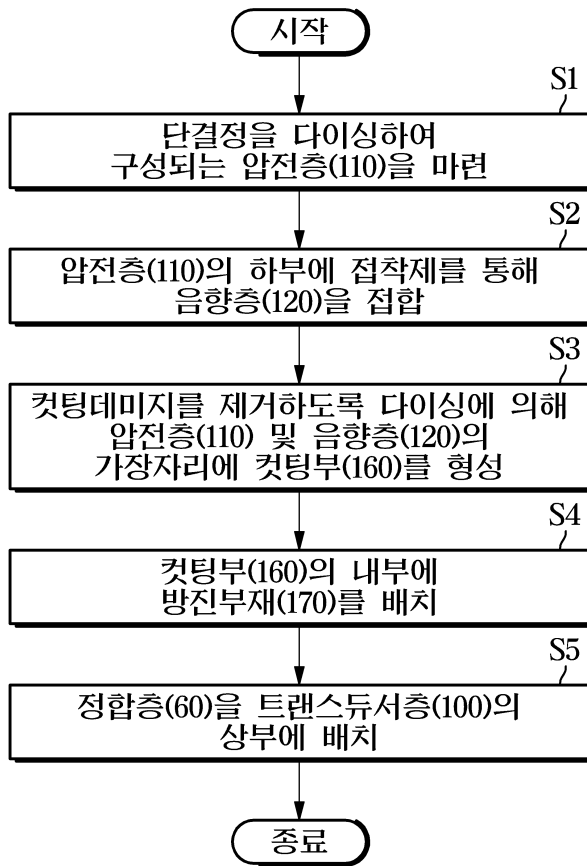 시작
S1
단결정을 다이싱하여
구성되는 압전층(110)을 마련
S2
압전층(110)의 하부에 접착제를 통해
음향층(120)을 접합
S3
컷팅데미지를 제거하도록 다이싱에 의해
압전층(110) 및 음향층(120)의
가장자리에 컷팅부(160)를 형성
S4
컷팅부(160)의 내부에
방진부재(170)를 배치
S5
정합층(60)을 트랜스듀서층(100)의
상부에 배치
종료